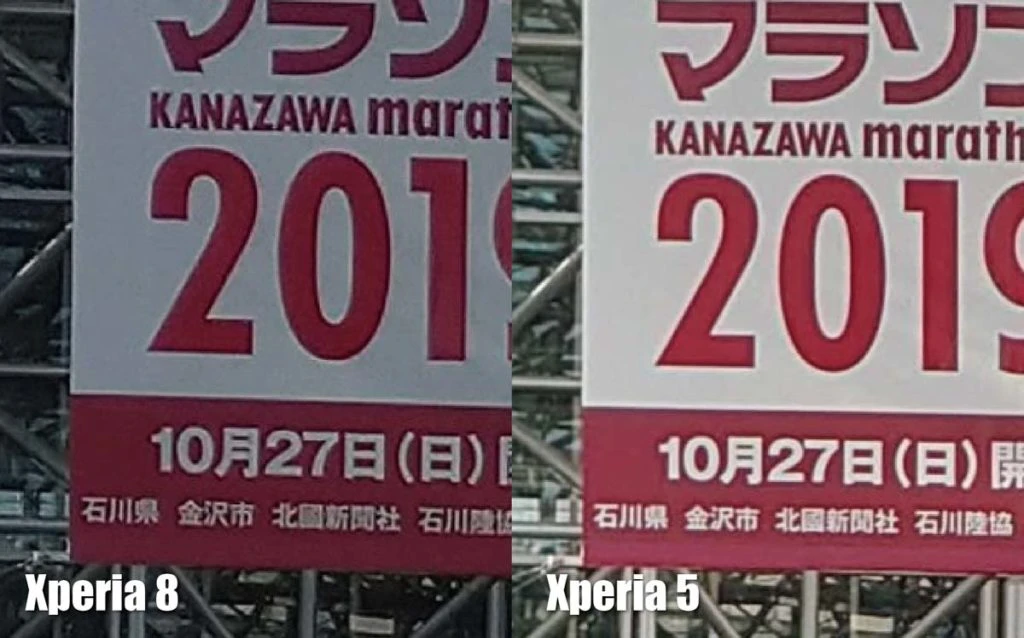 マラソ
KANAZAWA marat
201
10月27日(日)
石川県 金沢市 北國新聞社 石川陸協
Xperia 8
マラソン
KANAZAWA marath
2019
10月27日(日) 開
石川県 金沢市 北國新聞社 石川陸協
Xperia 5